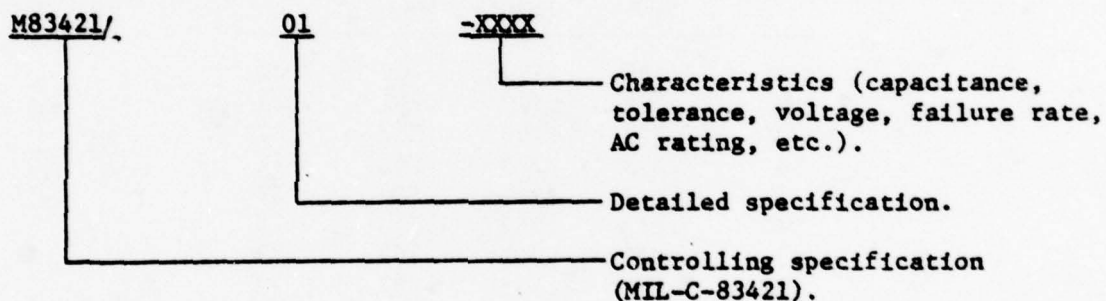 M83421/ 01 -XXXX
Characteristics (capacitance,
tolerance, voltage, failure rate,
AC rating, etc.).
Detailed specification.
Controlling specification
(MIL-C-83421).